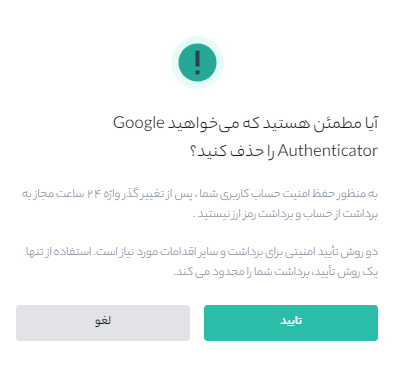 آیا مطمئن هستید که می‌خواهید Google
Authenticator را حذف کنید؟
به منظور حفظ امنیت حساب کاربری شما ، پس از تغییر گذر واژه ۲۴ ساعت مجاز به
برداشت از حساب و برداشت رمز ارز نیستید .
دو روش تأیید امنیتی برای برداشت و سایر اقدامات مورد نیاز است. استفاده از تنها
یک روش تأیید، برداشت شما را محدود می کند.
تایید
لغو